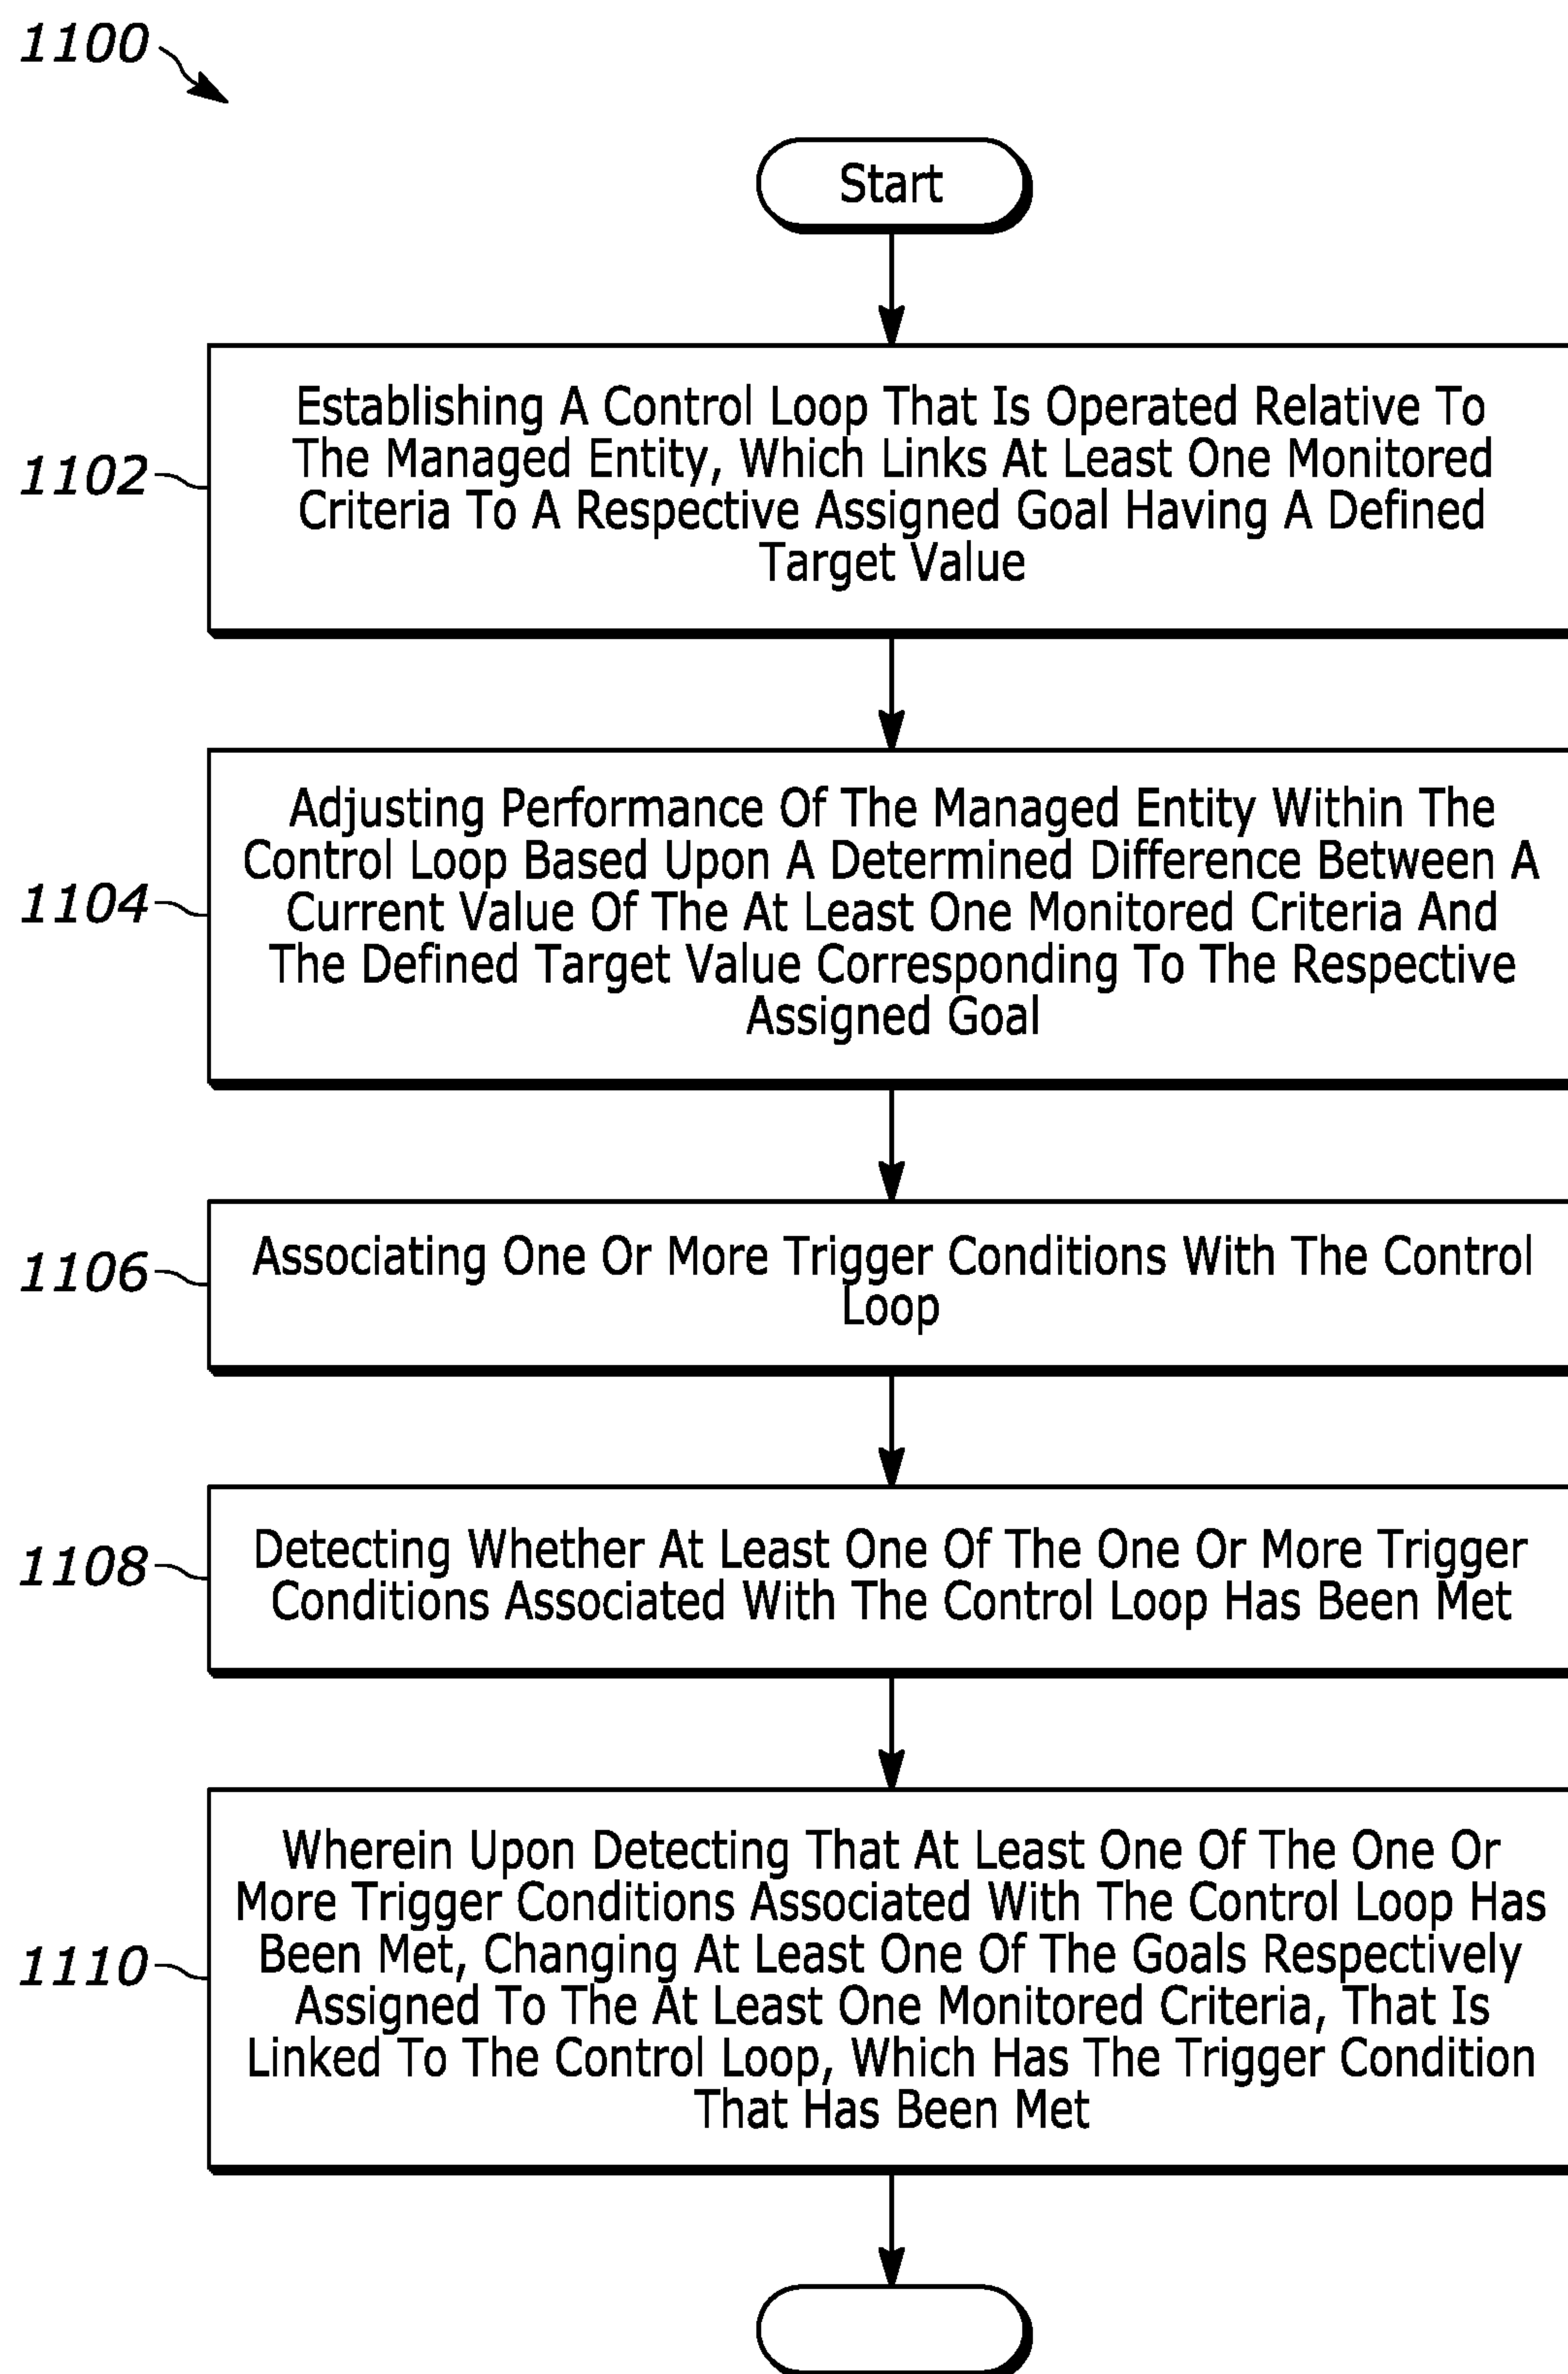 1100
Start
1102
Establishing A Control Loop That Is Operated Relative To
The Managed Entity, Which Links At Least One Monitored
Criteria To A Respective Assigned Goal Having A Defined
Target Value
1104
Adjusting Performance Of The Managed Entity Within The
Control Loop Based Upon A Determined Difference Between A
Current Value Of The At Least One Monitored Criteria And
The Defined Target Value Corresponding To The Respective
Assigned Goal
1106
Associating One Or More Trigger Conditions With The Control
Loop
1108
Detecting Whether At Least One Of The One Or More Trigger
Conditions Associated With The Control Loop Has Been Met
1110
Wherein Upon Detecting That At Least One Of The One Or
More Trigger Conditions Associated With The Control Loop Has
Been Met, Changing At Least One Of The Goals Respectively
Assigned To The At Least One Monitored Criteria, That Is
Linked To The Control Loop, Which Has The Trigger Condition
That Has Been Met